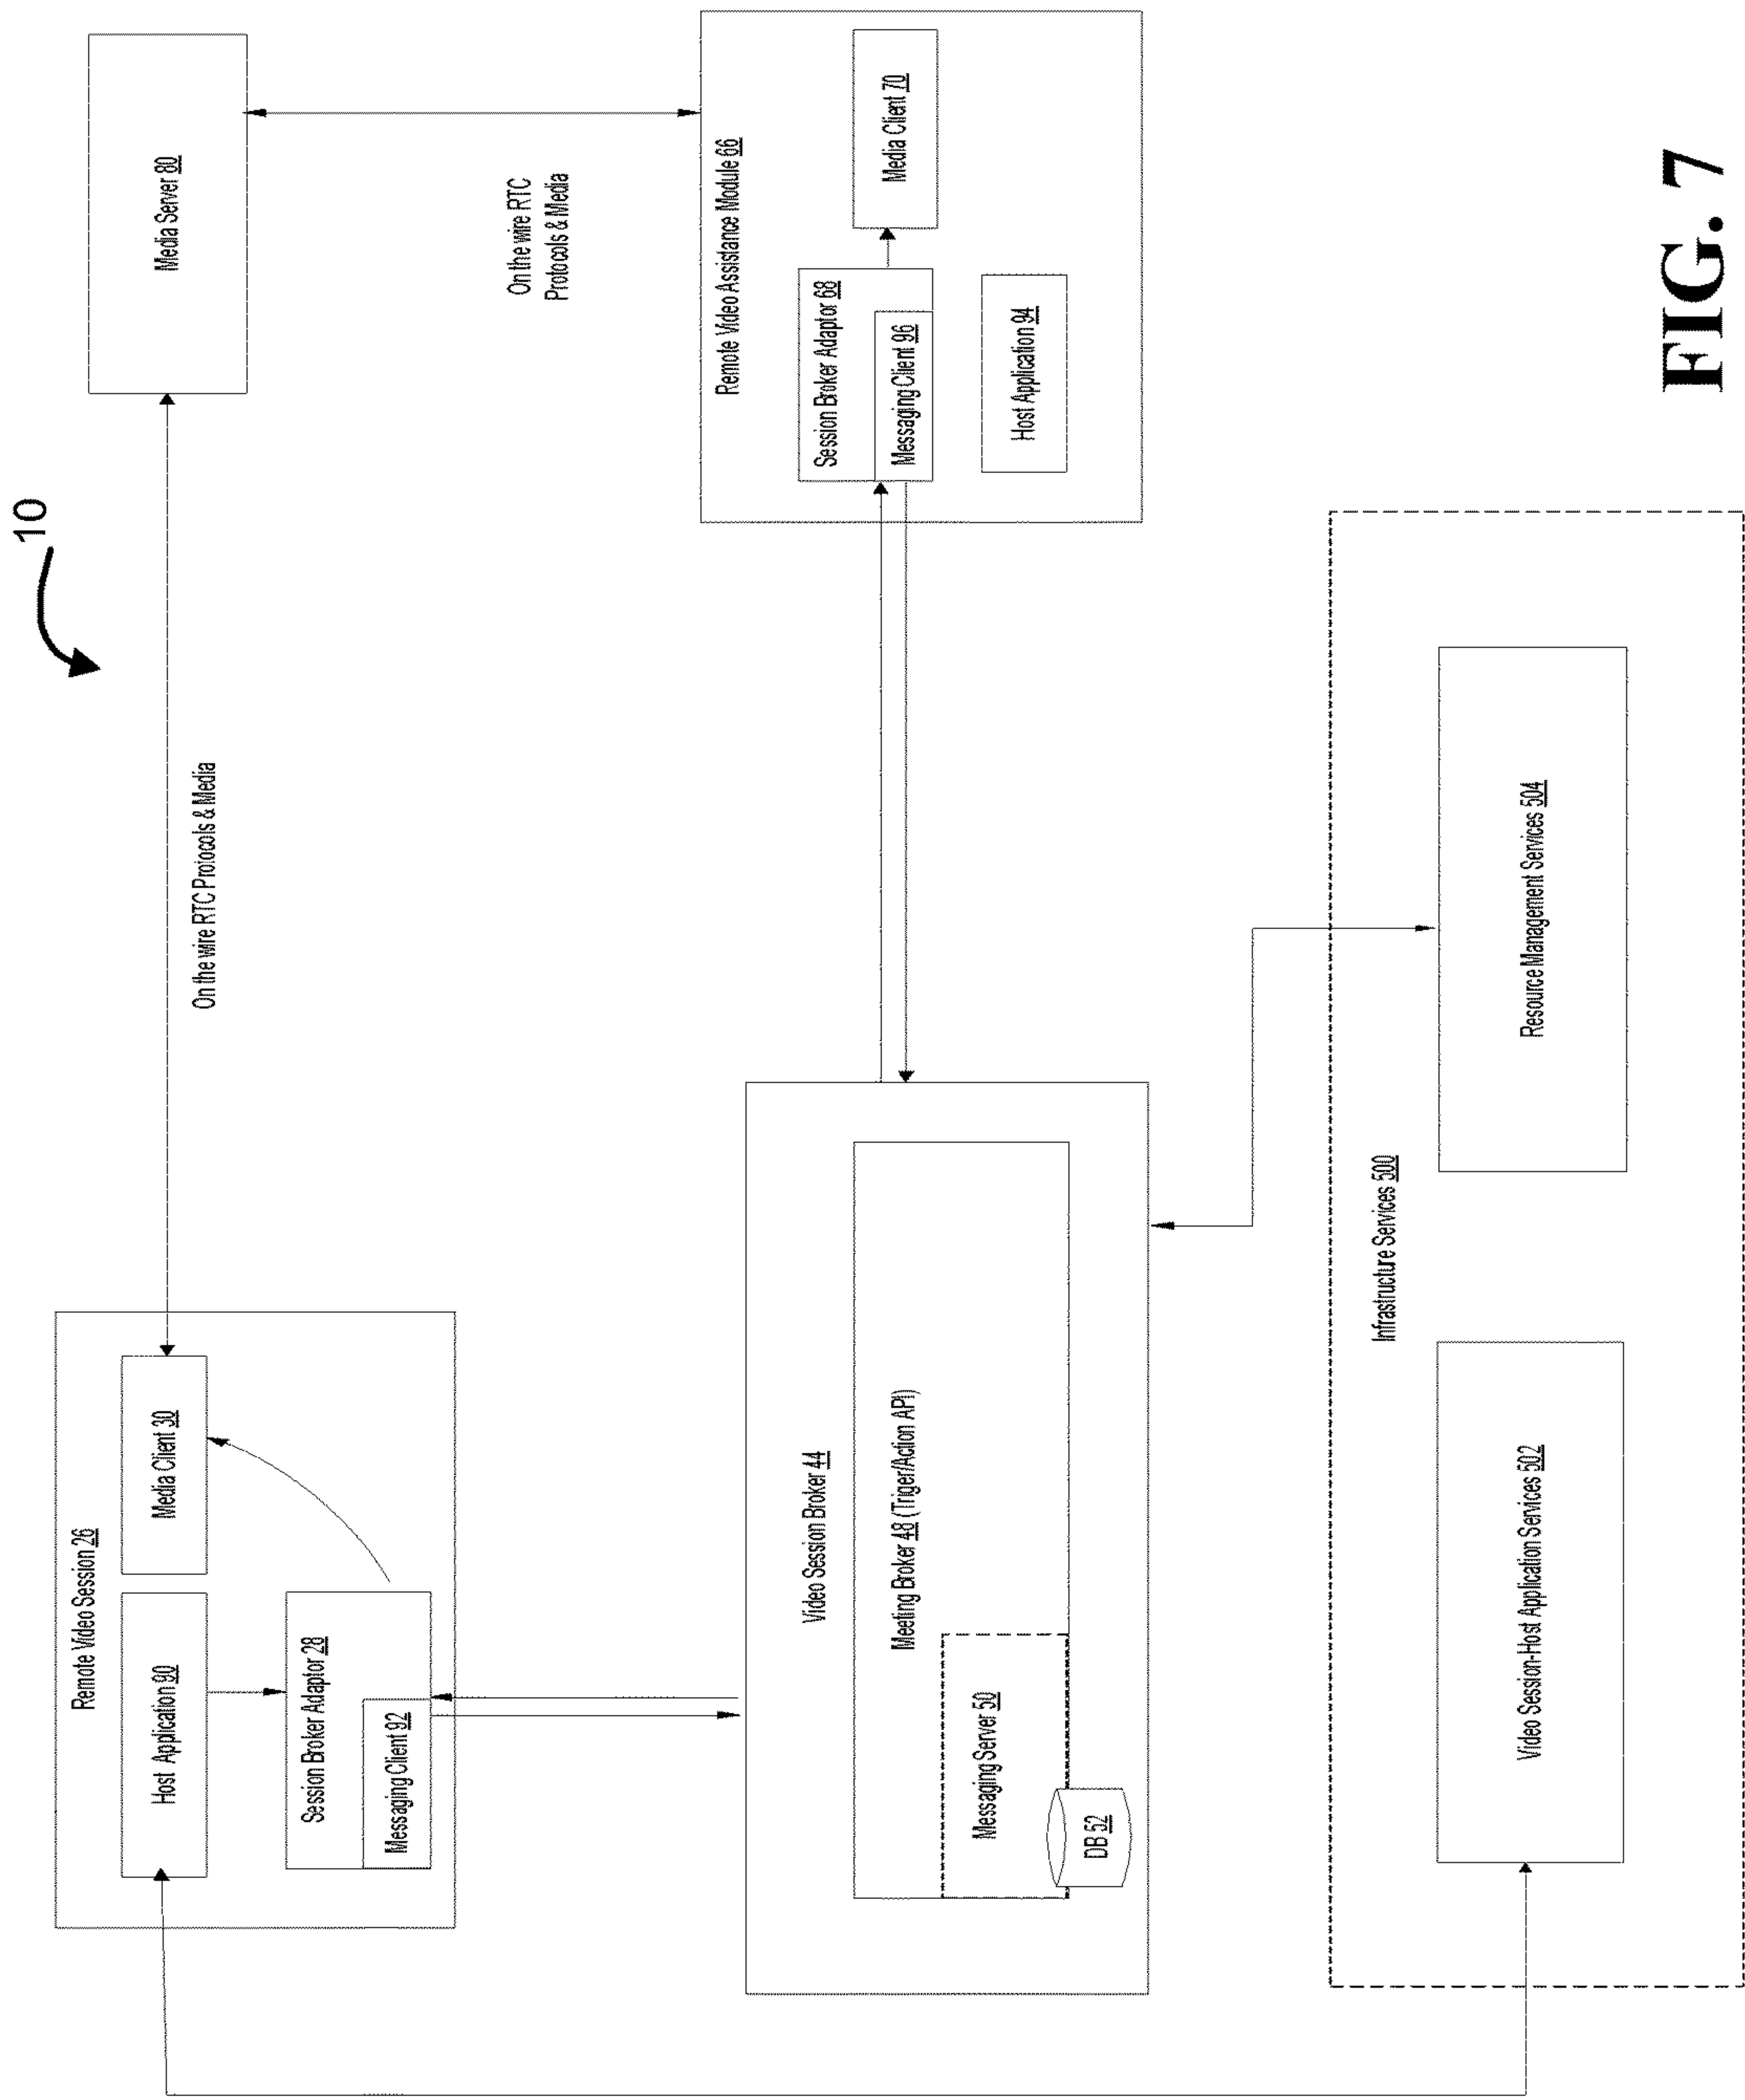 10
Remote Video Session 26
Host Application 90
Media Client 30
Session Broker Adaptor 28
Messaging Client 92
On the wire RTC Protocols & Media
Media Server 80
On the wire RTC
Protocols & Media
Video Session Broker 44
Meeting Broker 48 (Triger/Action API)
Messaging Server 50
DB 52
Remote Video Assistance Module 66
Session Broker Adaptor 68
Messaging Client 96
Media Client 70
Host Application 94
Infrastructure Services 500
Video Session-Host Application Services 502
Resource Management Services 504
FIG. 7